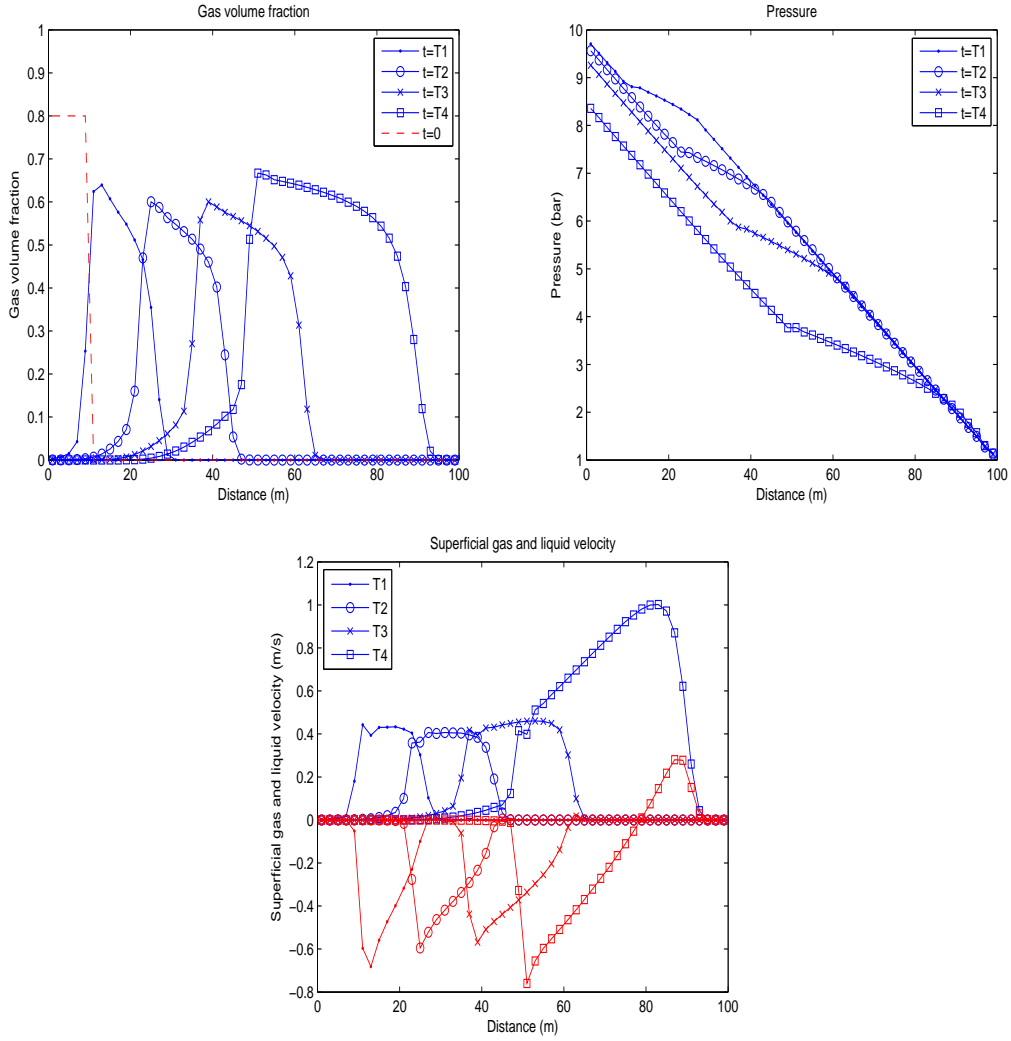 Gas volume fraction
1
0.9
0.8
0.7
0.6
0.5
0.4
0.3
0.2
0.1
0
Gas volume fraction
0 20 40 60 80 100
Distance (m)
t=T1
t=T2
t=T3
t=T4
t=0
Pressure
10
9
8
7
6
5
4
3
2
1
Pressure (bar)
0 20 40 60 80 100
Distance (m)
t=T1
t=T2
t=T3
t=T4
Superficial gas and liquid velocity
1.2
1
0.8
0.6
0.4
0.2
0
−0.2
−0.4
−0.6
−0.8
Superficial gas and liquid velocity (m/s)
0 20 40 60 80 100
Distance (m)
T1
T2
T3
T4